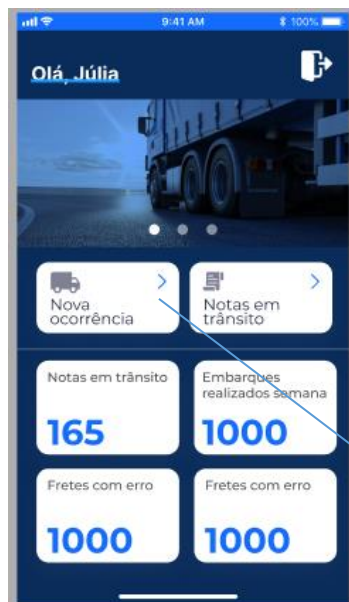 9:41 AM
100%
Olá, Júlia
Nova
ocorrência
Notas em
trânsito
Notas em trânsito
165
Embarques
realizados semana
1000
Fretes com erro
1000
Fretes com erro
1000